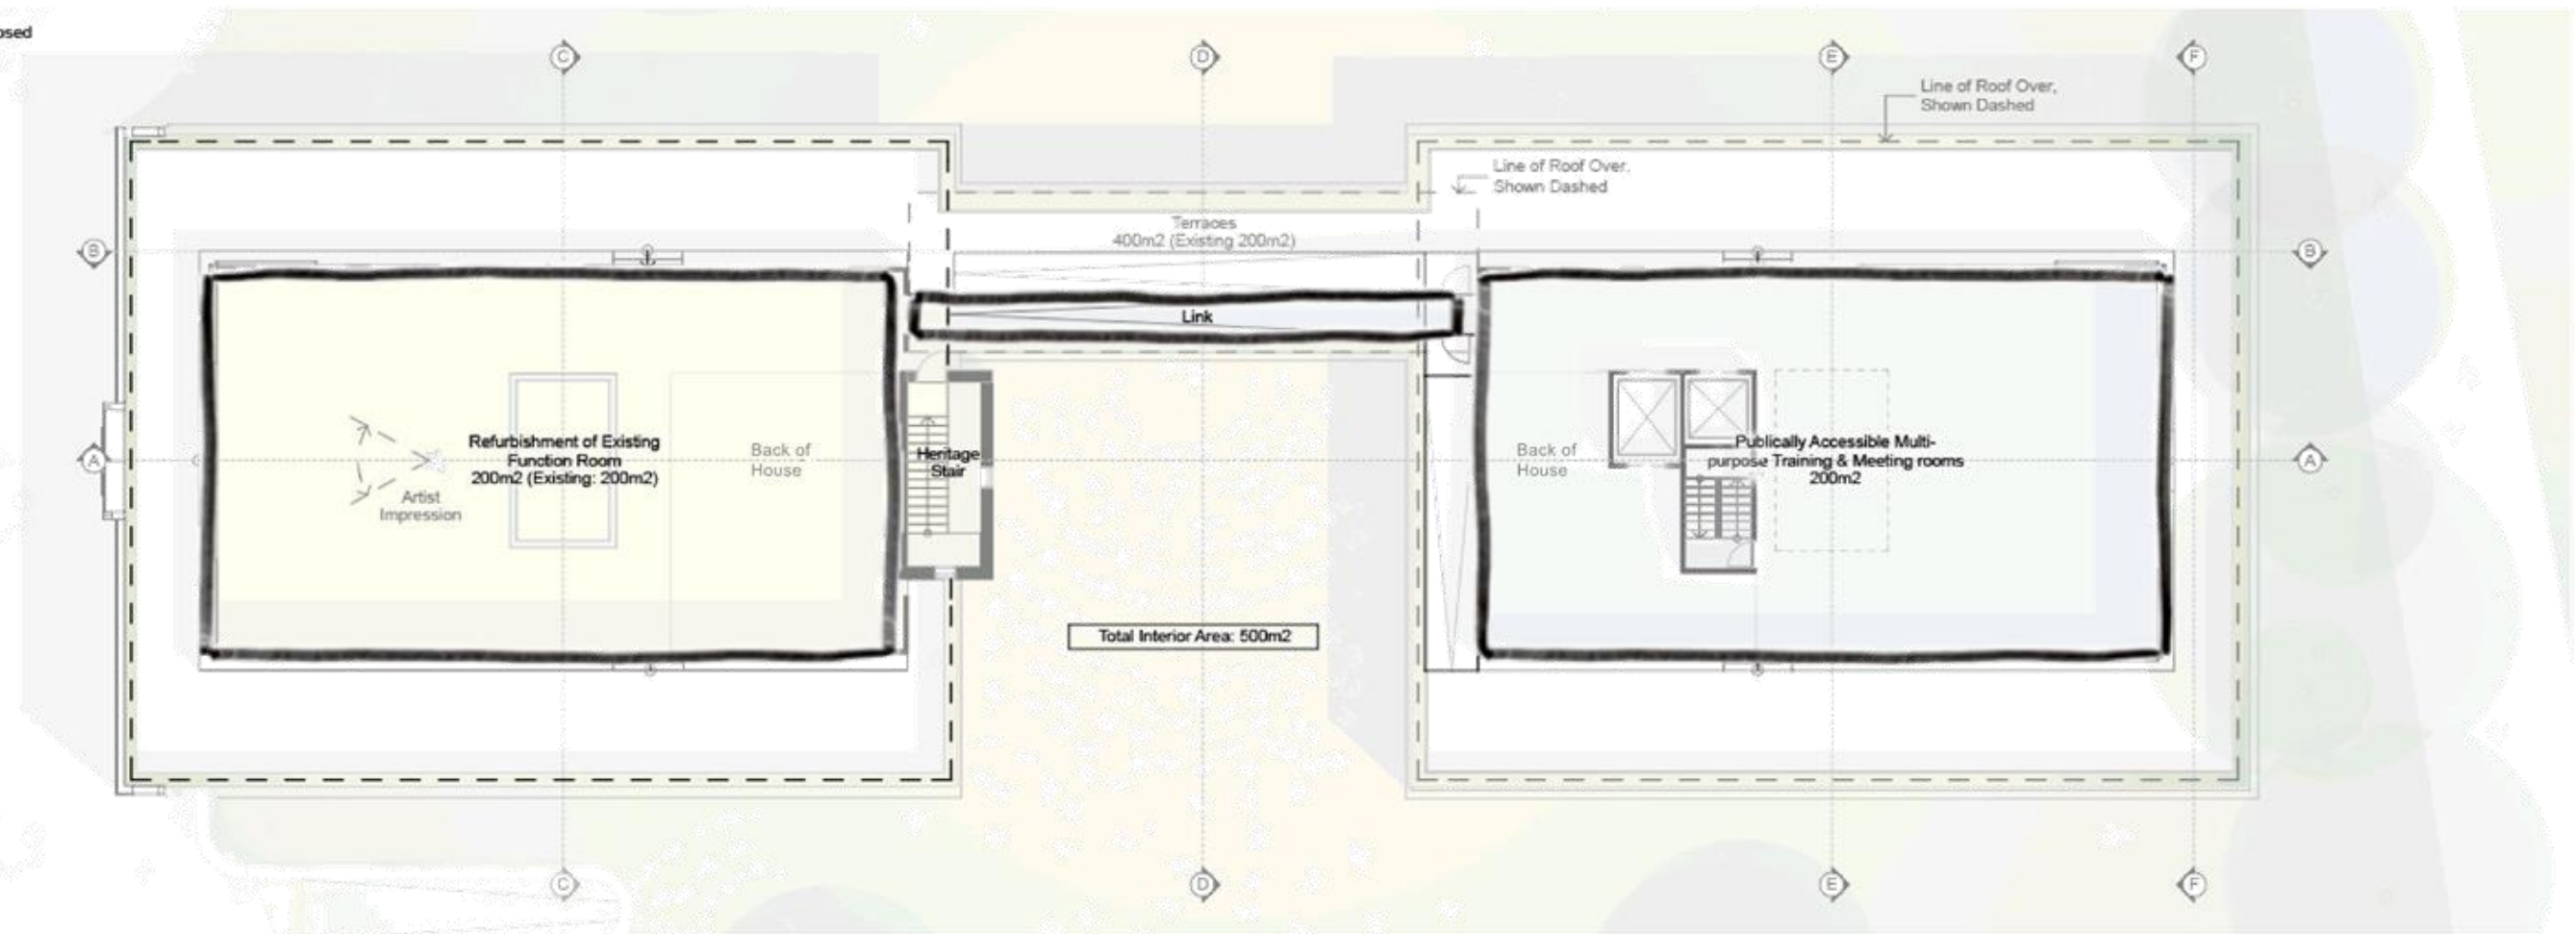 osed
C
D
E
F
Line of Roof Over,
Shown Dashed
Line of Roof Over,
Shown Dashed
Terraces
400m2 (Existing 200m2)
B
B
Link
Refurbishment of Existing
Function Room
200m2 (Existing: 200m2)
Back of
House
Heritage
Stair
Back of
House
Publically Accessible Multi-
purpose Training & Meeting rooms
200m2
A
A
Artist
Impression
Total Interior Area: 500m2
C
D
E
F